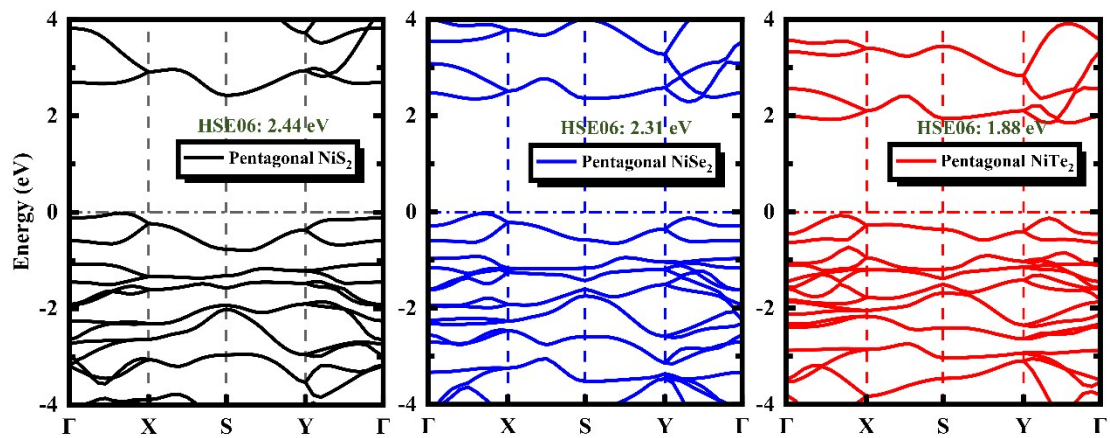 Energy (eV)
4
2
0
-2
-4
HSE06: 2.44 eV
Pentagonal NiS₂
Γ X S Y Γ
4
2
0
-2
-4
HSE06: 2.31 eV
Pentagonal NiSe₂
Γ X S Y Γ
4
2
0
-2
-4
HSE06: 1.88 eV
Pentagonal NiTe₂
Γ X S Y Γ